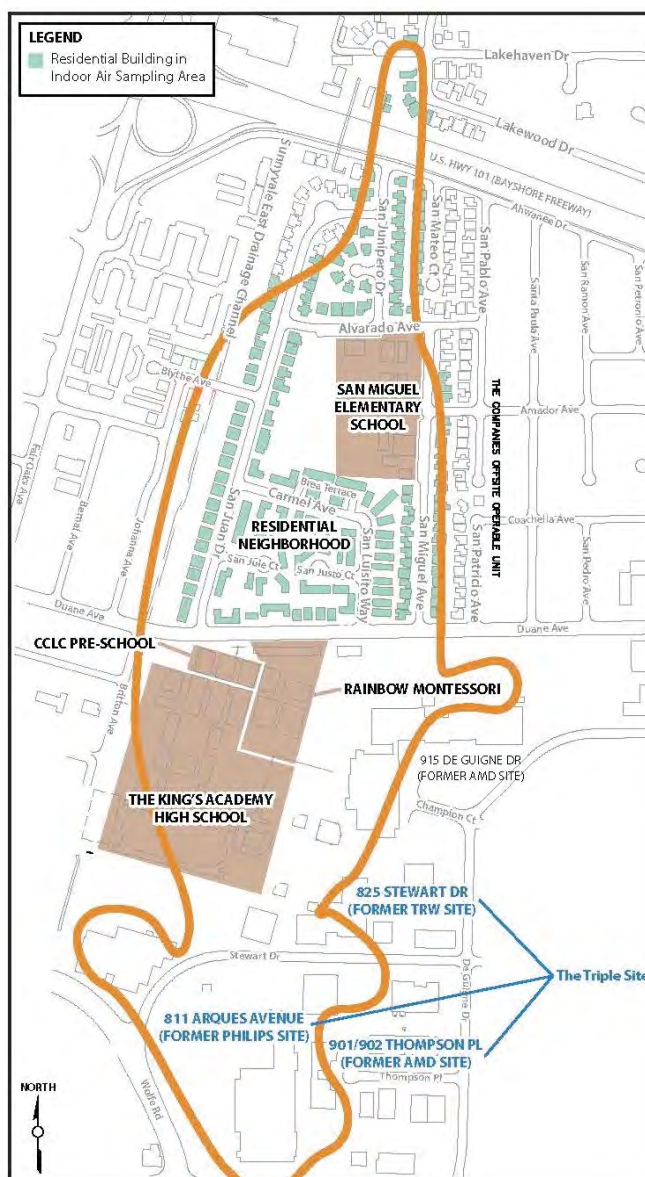 LEGEND
Residential Building in
Indoor Air Sampling Area
Lakehaven Dr
Lakewood Dr
U.S. HWY 101 (BAYSHORE FREEWAY)
Ahwanee Dr
Sunnyvale East Drainage Channel
San Junipero Dr
San Mateo Ct
San Pablo Ave
Santa Paula Ave
San Ramon Ave
San Petronio Ave
Alvarado Ave
Blythe Ave
SAN MIGUEL
ELEMENTARY
SCHOOL
THE COMPANIES OFFSITE OPERABLE UNIT
Amador Ave
Fair Oaks Ave
Bernal Ave
Johanna Ave
Brea Terrace
Carmel Ave
San Juan Dr
RESIDENTIAL
NEIGHBORHOOD
San Jule Ct
San Justo Ct
San Luisito Way
San Miguel Ave
San Patricio Ave
Coachella Ave
San Pedro Ave
Duane Ave
Duane Ave
CCLC PRE-SCHOOL
RAINBOW MONTESSORI
Britton Ave
915 DE GUIGNE DR
(FORMER AMD SITE)
THE KING'S ACADEMY
HIGH SCHOOL
Champion Ct
825 STEWART DR
(FORMER TRW SITE)
Stewart Dr
De Guigne Dr
The Triple Site
811 ARQUES AVENUE
(FORMER PHILIPS SITE)
901/902 THOMPSON PL
(FORMER AMD SITE)
Thompson Pl
Wolfe Rd
NORTH